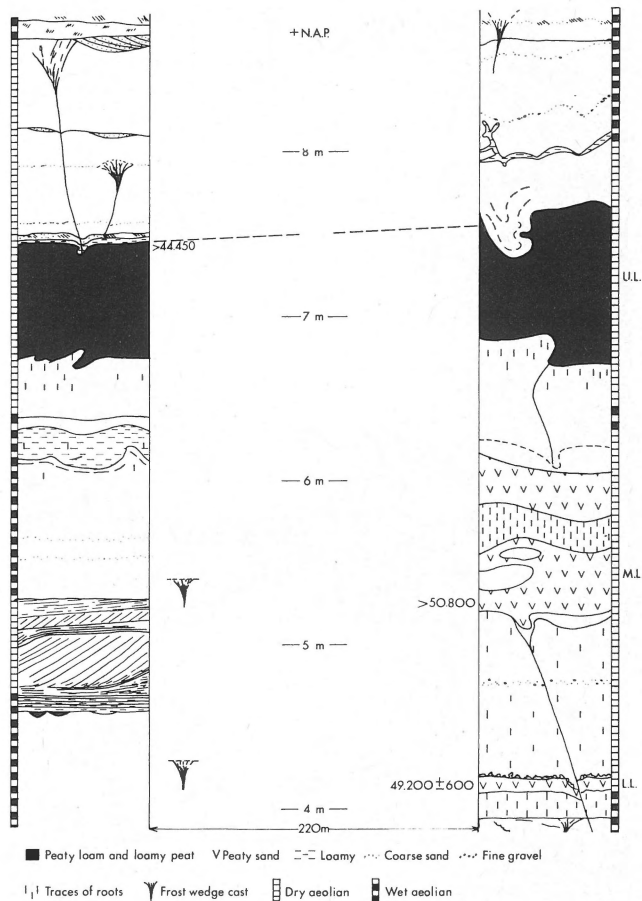 +N.A.P.
8 m
>44.450
U.L.
7 m
6 m
M.L
>50.800
5 m
49.200±600
L.L.
4 m
220m
Peaty loam and loamy peat V Peaty sand Loamy Coarse sand Fine gravel
Traces of roots Frost wedge cast Dry aeolian Wet aeolian